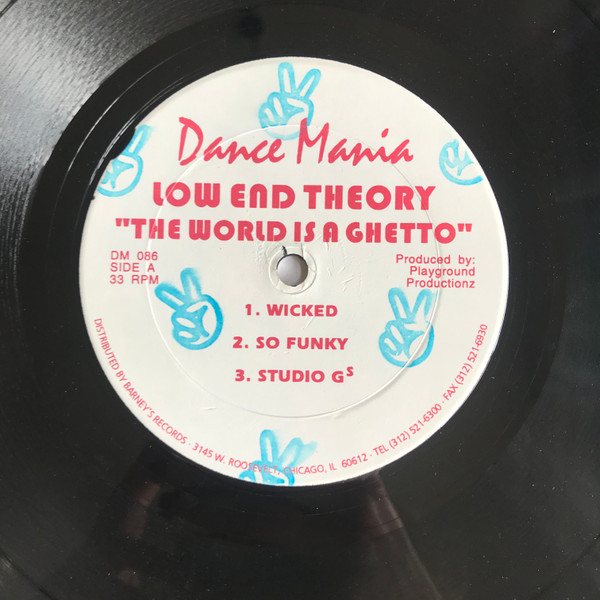 Dance Mania
LOW END THEORY
"THE WORLD IS A GHETTO"
DM 086
SIDE A
33 RPM
Produced by:
Playground
Productionz
1. WICKED
2. SO FUNKY
3. STUDIO Gs
DISTRIBUTED BY BARNEY'S RECORDS · 3145 W. ROOSEVELT, CHICAGO, IL 60612 · TEL (312) 521-6300 · FAX (312) 521-6930